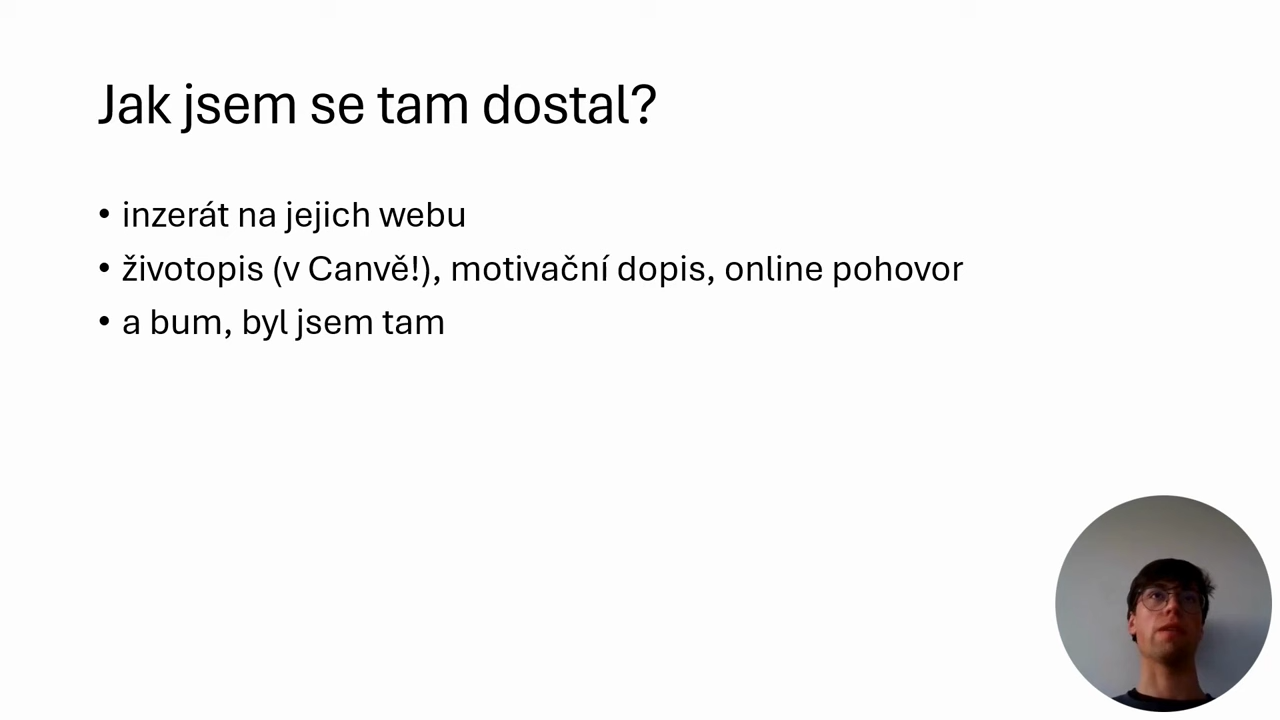 Jak jsem se tam dostal?
• inzerát na jejich webu
• životopis (v Canvě!), motivační dopis, online pohovor
• a bum, byl jsem tam